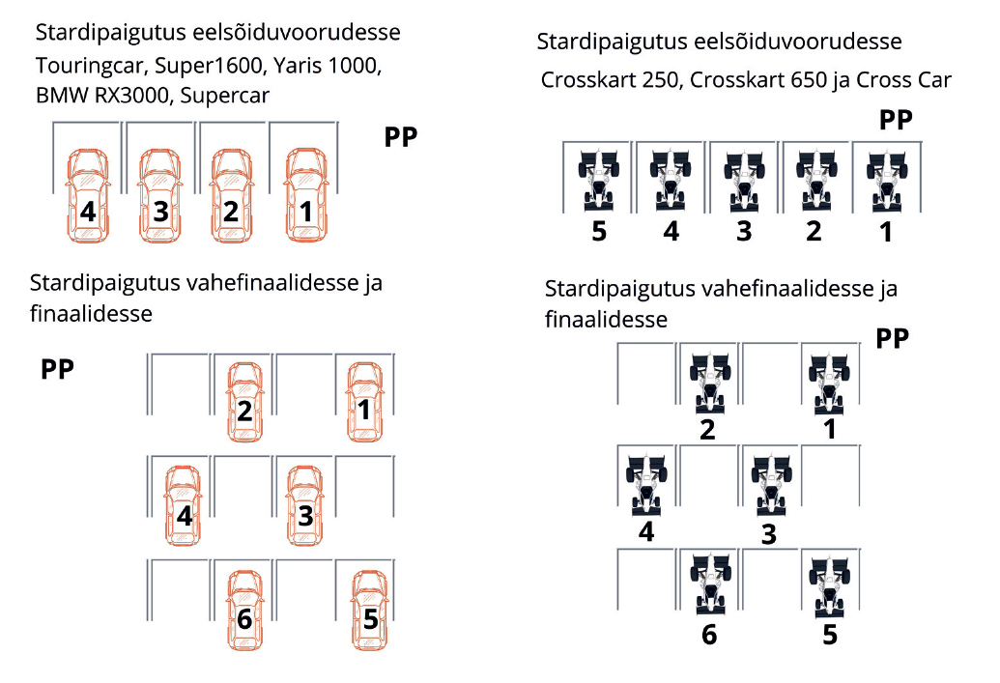 Stardipaigutus eelsõiduvoorudesse
Touringcar, Super1600, Yaris 1000,
BMW RX3000, Supercar
PP
4 3 2 1
Stardipaigutus vahefinaalidesse ja
finaalidesse
PP
2 1
4 3
6 5
Stardipaigutus eelsõiduvoorudesse
Crosskart 250, Crosskart 650 ja Cross Car
PP
5 4 3 2 1
Stardipaigutus vahefinaalidesse ja
finaalidesse
PP
2 1
4 3
6 5